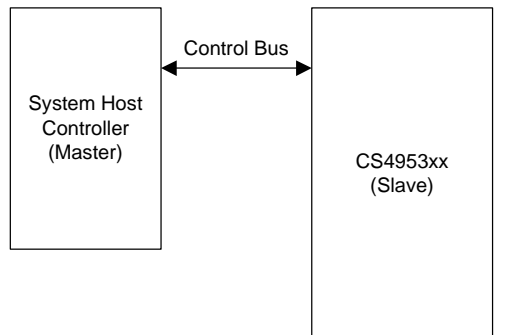 Control Bus
System Host
Controller
(Master)
CS4953xx
(Slave)